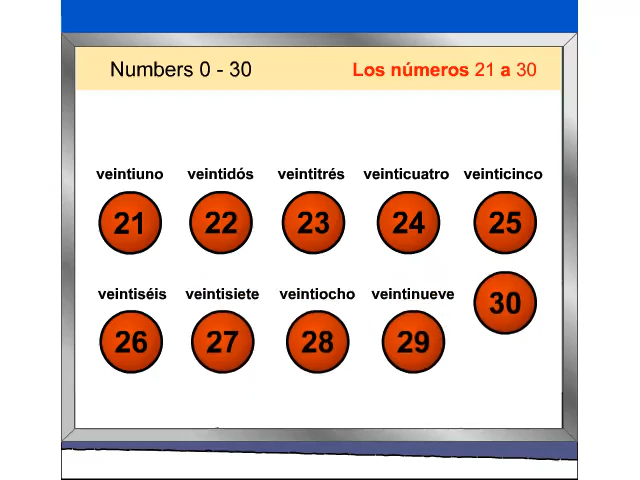 Numbers 0 - 30 Los números 21 a 30
veintiuno veintidós veintitrés veinticuatro veinticinco
21 22 23 24 25
veintiséis veintisiete veintiocho veintinueve
26 27 28 29 30